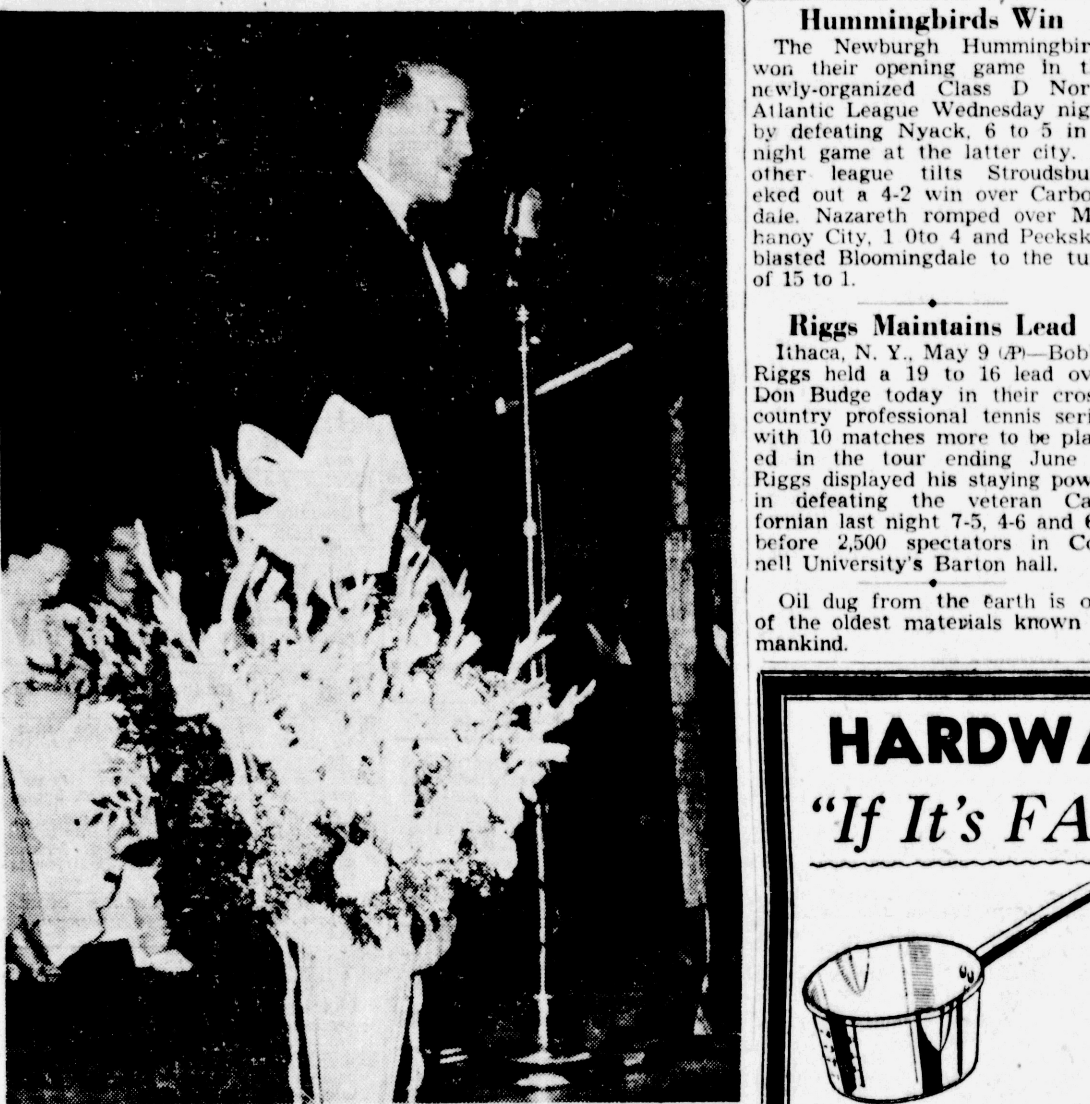 Hummingbirds Win
The Newburgh Hummingbir
won their opening game in t
newly-organized Class D Nor
Atlantic League Wednesday nig
by defeating Nyack, 6 to 5 in
night game at the latter city.
other league tilts Stroudsbu
eked out a 4-2 win over Carbo
dale. Nazareth romped over M
hanoy City, 1 0to 4 and Peeksk
blasted Bloomingdale to the tu
of 15 to 1.
Riggs Maintains Lead
Ithaca, N. Y., May 9 (AP)—Bob
Riggs held a 19 to 16 lead ov
Don Budge today in their cros
country professional tennis seri
with 10 matches more to be pla
ed in the tour ending June
Riggs displayed his staying pow
in defeating the veteran Ca
fornian last night 7-5, 4-6 and 6
before 2,500 spectators in Co
nell University's Barton hall.
Oil dug from the earth is o
of the oldest materials known
mankind.
HARDWA
"If It's FA